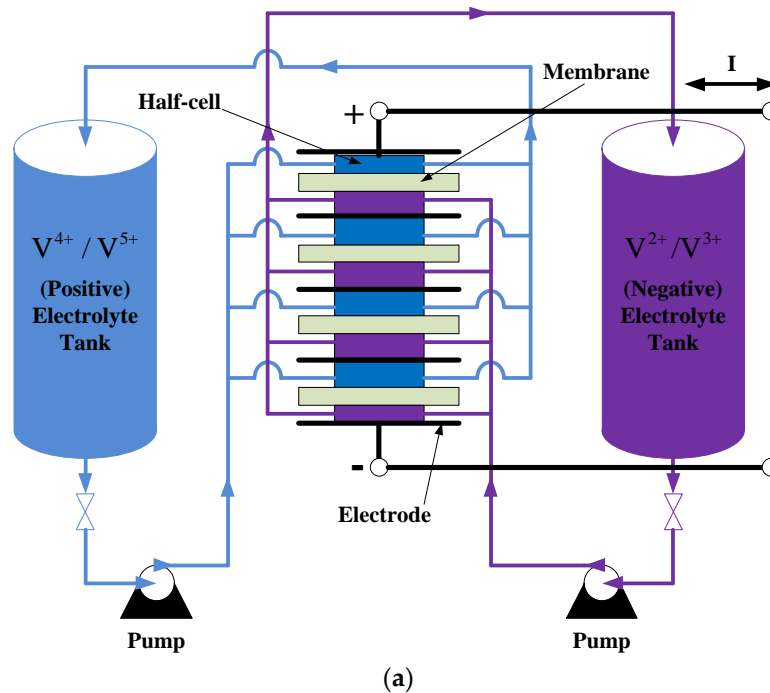 I
Membrane
Half-cell
+
V4+ / V5+
(Positive)
Electrolyte
Tank
V2+ /V3+
(Negative)
Electrolyte
Tank
-
Electrode
Pump
Pump
(a)